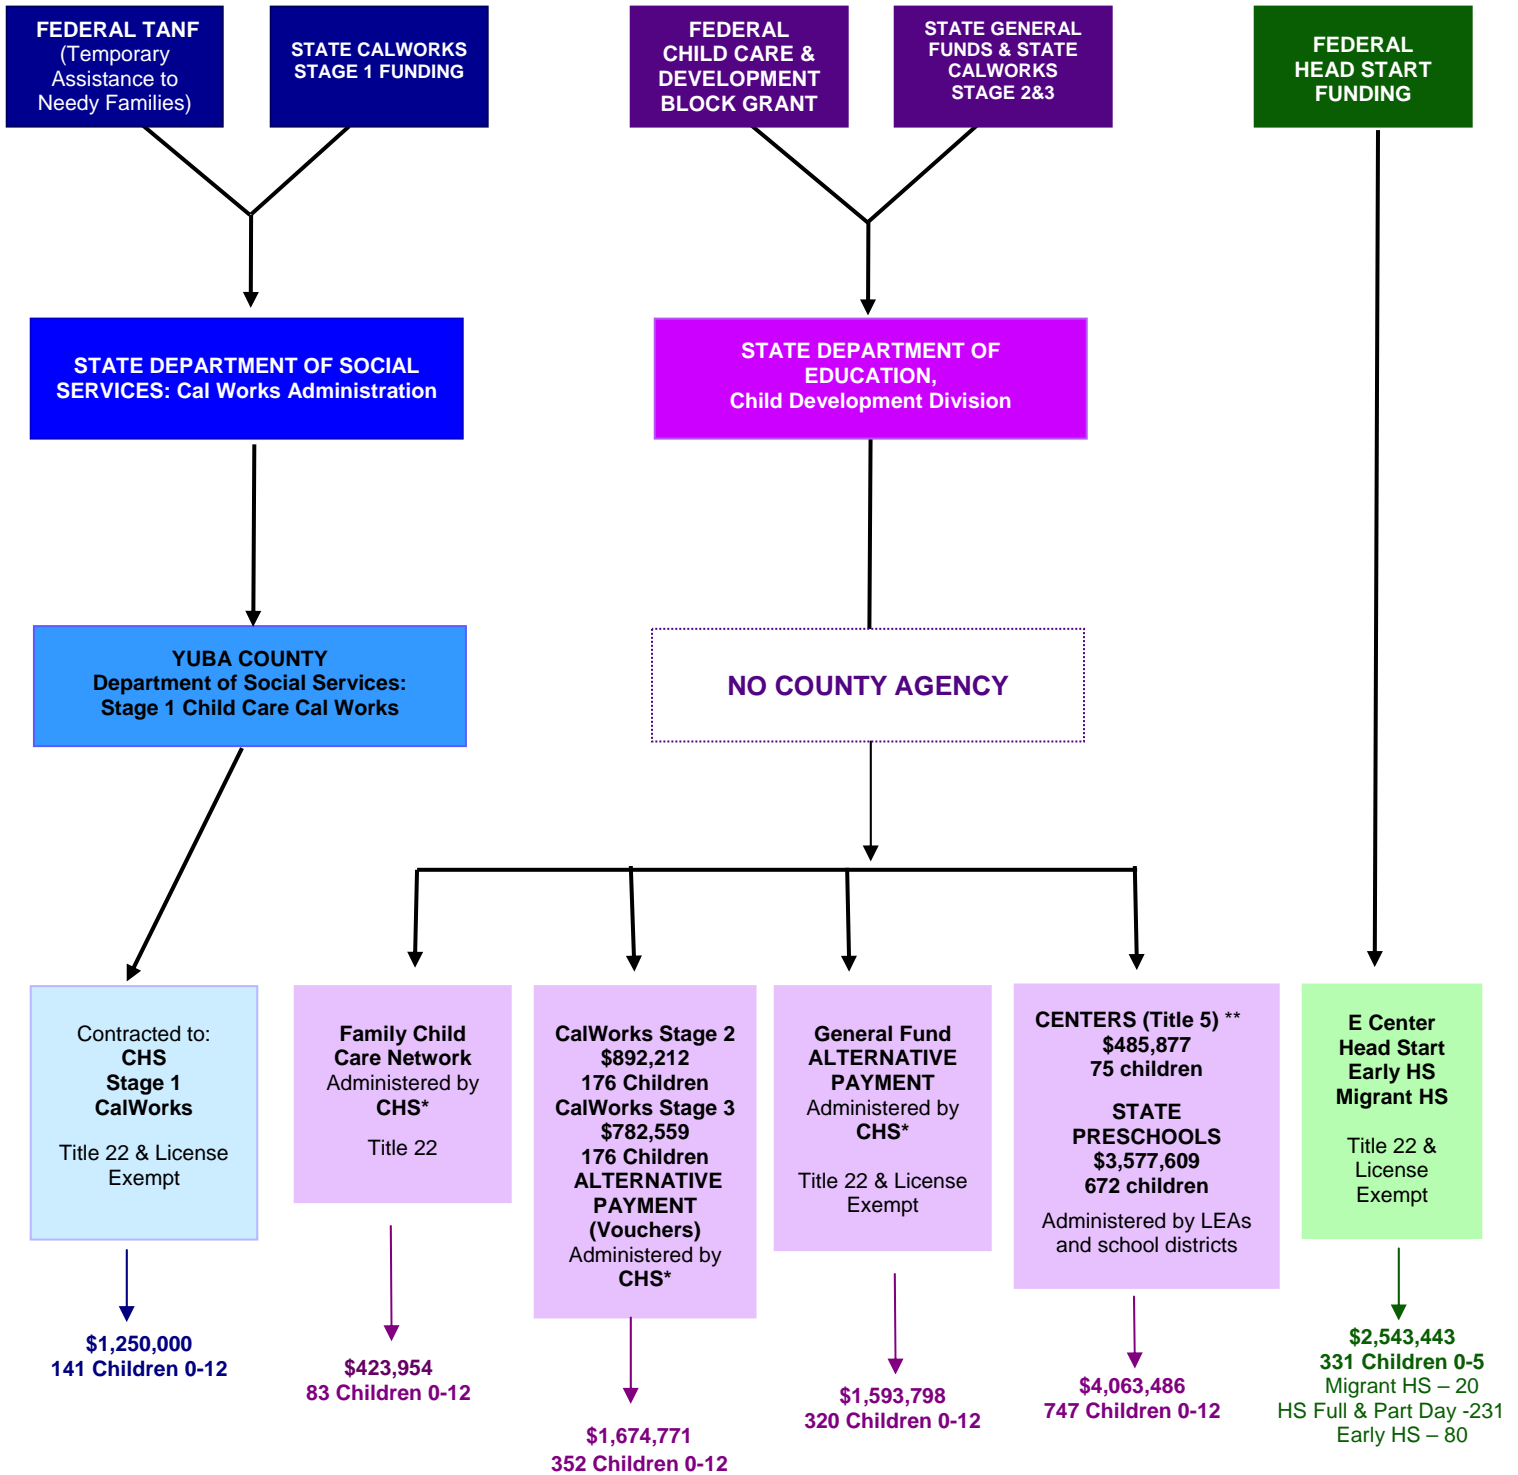 FEDERAL TANF
(Temporary
Assistance to
Needy Families)
STATE CALWORKS
STAGE 1 FUNDING
FEDERAL
CHILD CARE &
DEVELOPMENT
BLOCK GRANT
STATE GENERAL
FUNDS & STATE
CALWORKS
STAGE 2&3
FEDERAL
HEAD START
FUNDING
STATE DEPARTMENT OF SOCIAL
SERVICES: Cal Works Administration
STATE DEPARTMENT OF
EDUCATION,
Child Development Division
YUBA COUNTY
Department of Social Services:
Stage 1 Child Care Cal Works
NO COUNTY AGENCY
Contracted to:
CHS
Stage 1
CalWorks
Title 22 & License
Exempt
Family Child
Care Network
Administered by
CHS*
Title 22
CalWorks Stage 2
$892,212
176 Children
CalWorks Stage 3
$782,559
176 Children
ALTERNATIVE
PAYMENT
(Vouchers)
Administered by
CHS*
General Fund
ALTERNATIVE
PAYMENT
Administered by
CHS*
Title 22 & License
Exempt
CENTERS (Title 5) **
$485,877
75 children
STATE
PRESCHOOLS
$3,577,609
672 children
Administered by LEAs
and school districts
E Center
Head Start
Early HS
Migrant HS
Title 22 &
License
Exempt
$1,250,000
141 Children 0-12
$423,954
83 Children 0-12
$1,674,771
352 Children 0-12
$1,593,798
320 Children 0-12
$4,063,486
747 Children 0-12
$2,543,443
331 Children 0-5
Migrant HS – 20
HS Full & Part Day -231
Early HS – 80